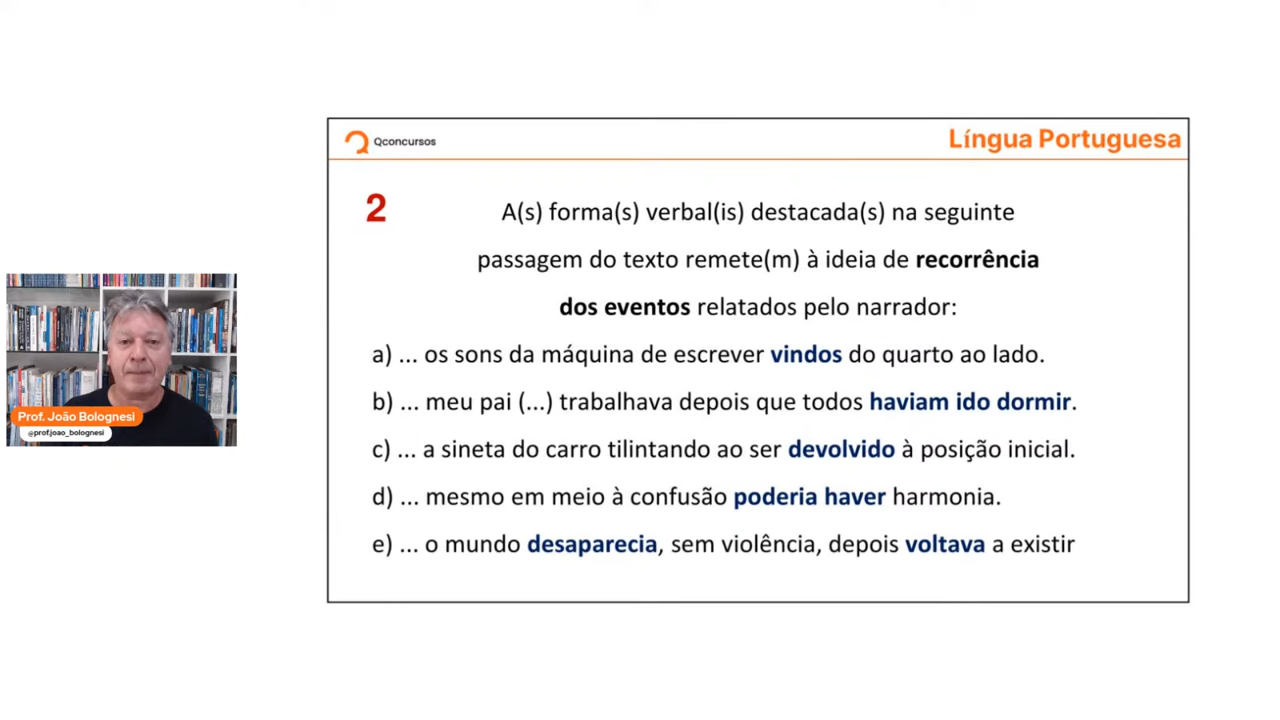 Qconcursos
Língua Portuguesa
2
A(s) forma(s) verbal(is) destacada(s) na seguinte
passagem do texto remete(m) à ideia de recorrência
dos eventos relatados pelo narrador:
a) ... os sons da máquina de escrever vindos do quarto ao lado.
b) ... meu pai (...) trabalhava depois que todos haviam ido dormir.
c) ... a sineta do carro tilintando ao ser devolvido à posição inicial.
d) ... mesmo em meio à confusão poderia haver harmonia.
e) ... o mundo desaparecia, sem violência, depois voltava a existir
Prof. João Bolognesi
@prof.joao_bolognesi